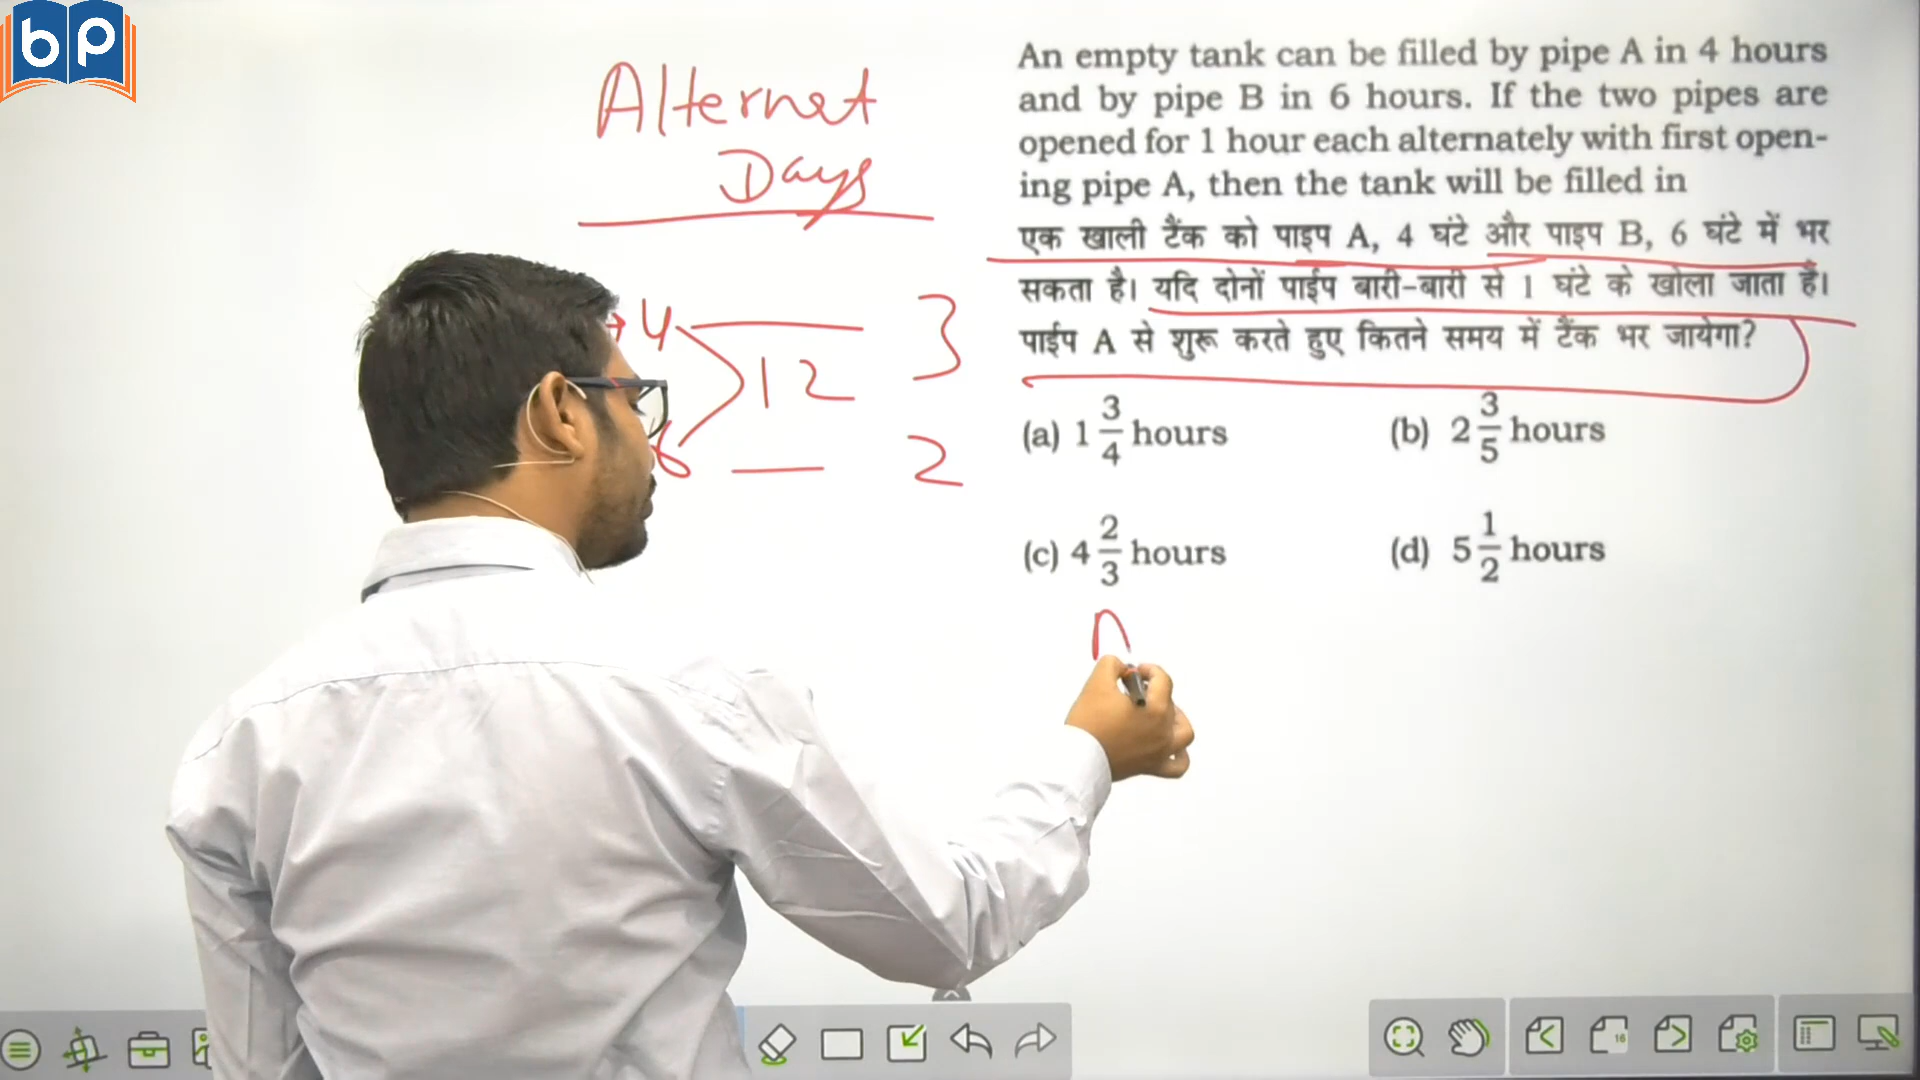 bp
Alternet
Days
4
12
3
6
2
An empty tank can be filled by pipe A in 4 hours
and by pipe B in 6 hours. If the two pipes are
opened for 1 hour each alternately with first open-
ing pipe A, then the tank will be filled in
एक खाली टैंक को पाइप A, 4 घंटे और पाइप B, 6 घंटे में भर
सकता है। यदि दोनों पाईप बारी-बारी से 1 घंटे के खोला जाता है।
पाईप A से शुरू करते हुए कितने समय में टैंक भर जायेगा?
(a) 1 3/4 hours (b) 2 3/5 hours
(c) 4 2/3 hours (d) 5 1/2 hours
16